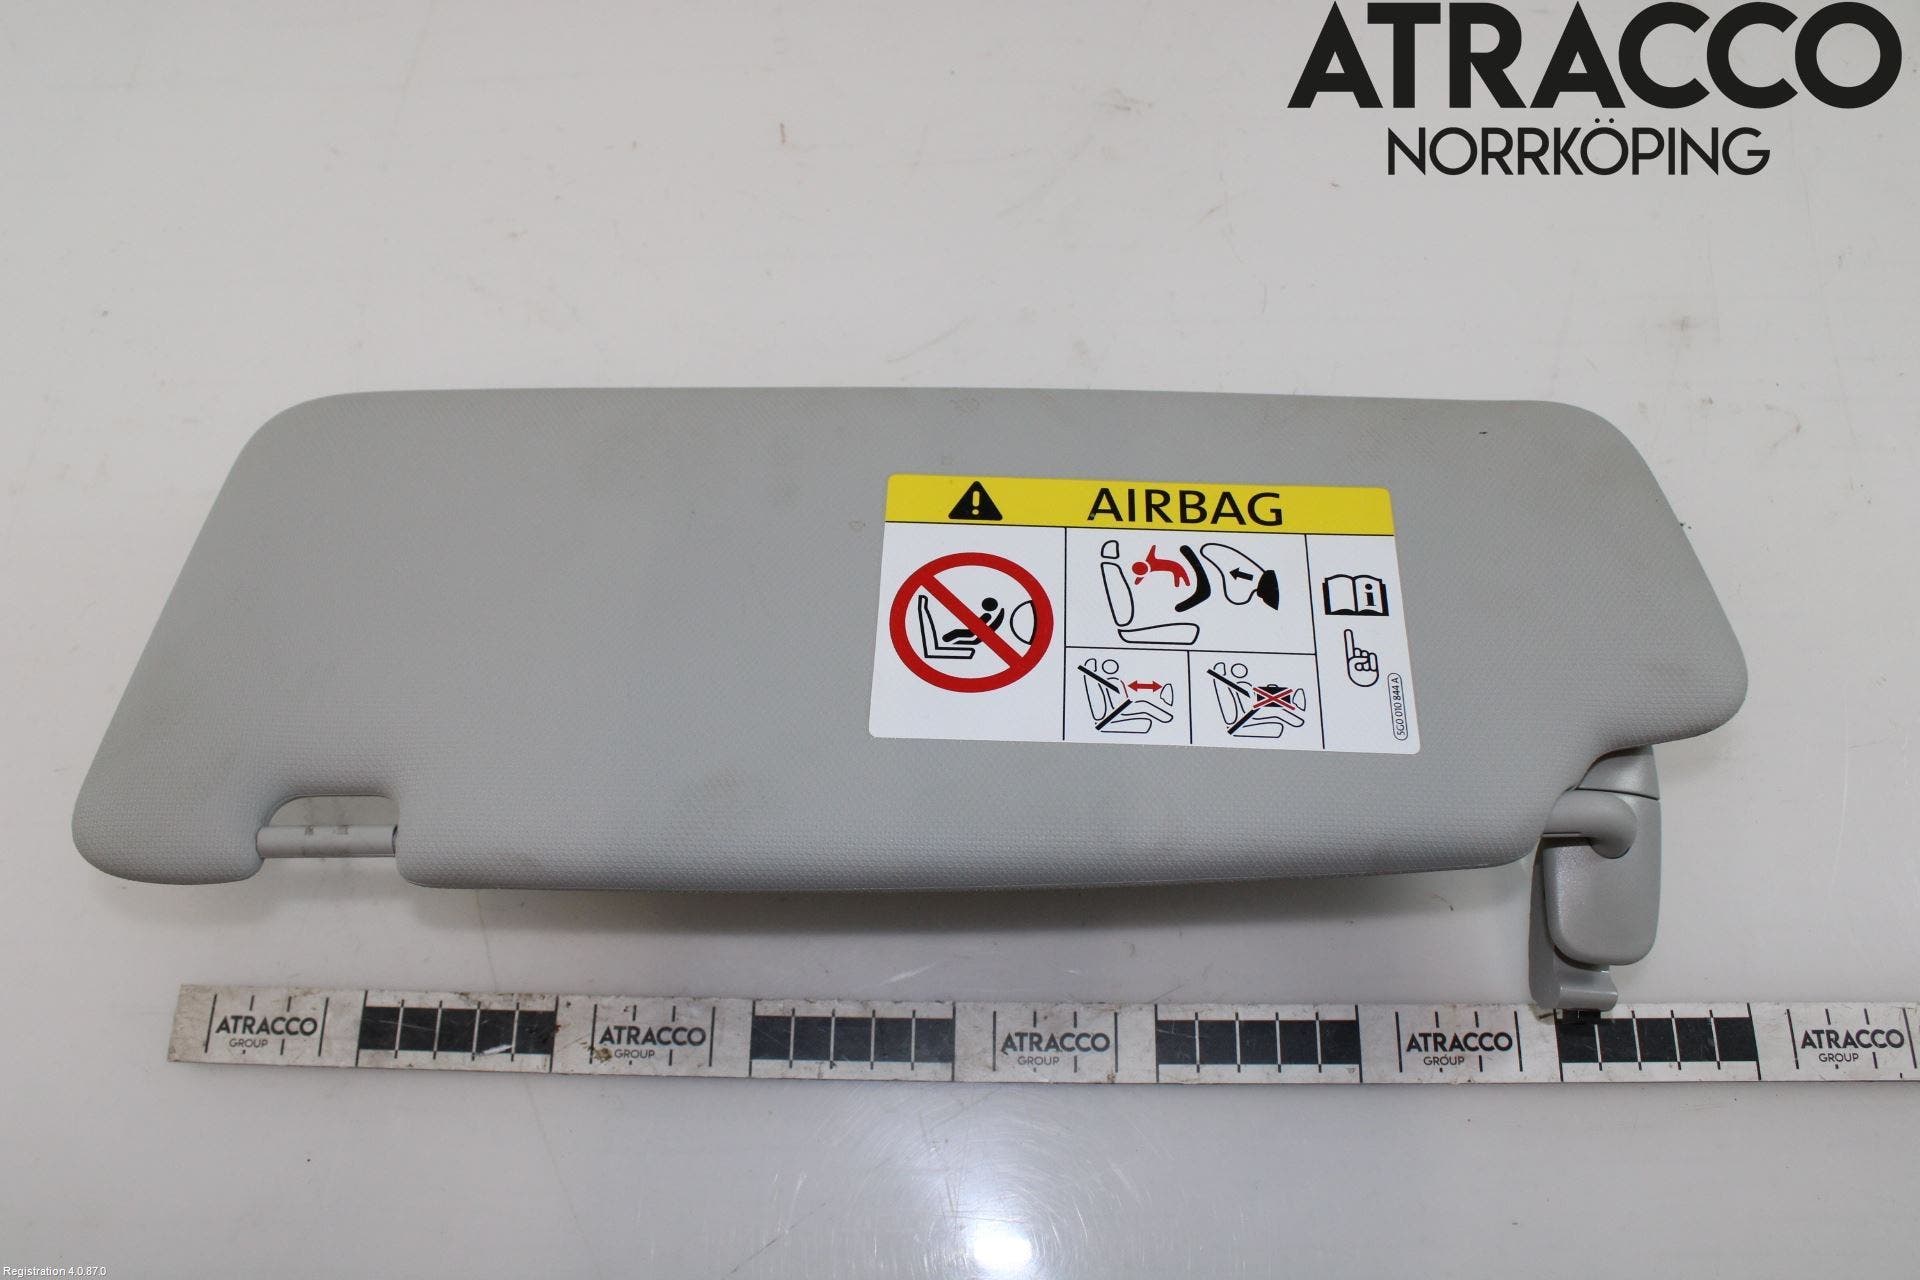 ATRACCO
NORRKÖPING
AIRBAG
5G0 010 844 A
ATRACCO ATRACCO ATRACCO ATRACCO ATRACCO
GROUP GROUP GROUP GROUP GROUP
Registration 4.0.87.0